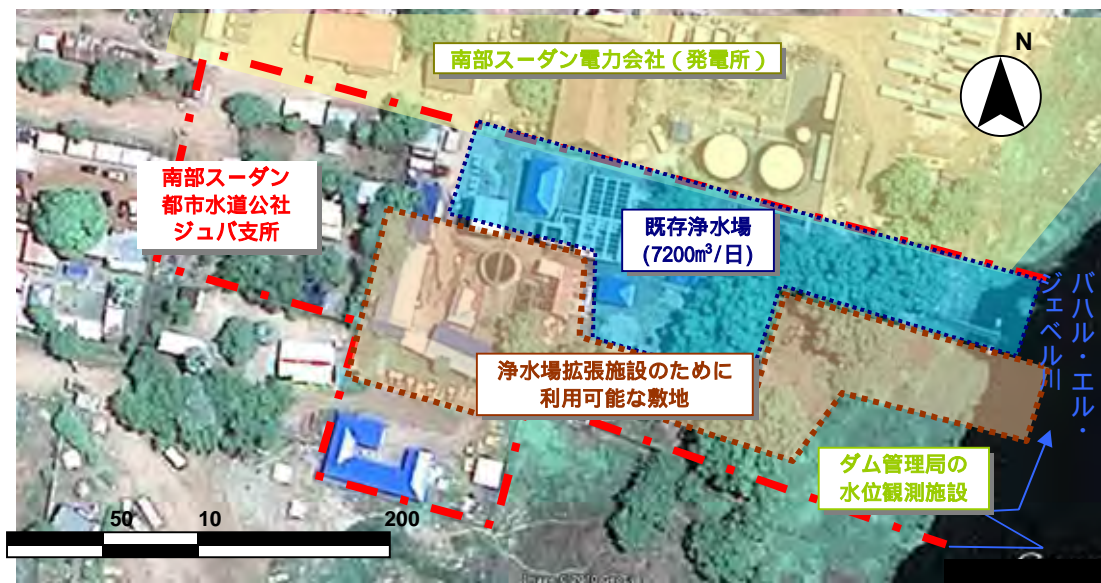 南部スーダン電力会社(発電所)
N
南部スーダン
都市水道公社
ジュバ支所
既存浄水場
(7200m³/日)
バハル・エル・
ジェベル川
浄水場拡張施設のために
利用可能な敷地
ダム管理局の
水位観測施設
50 10 200